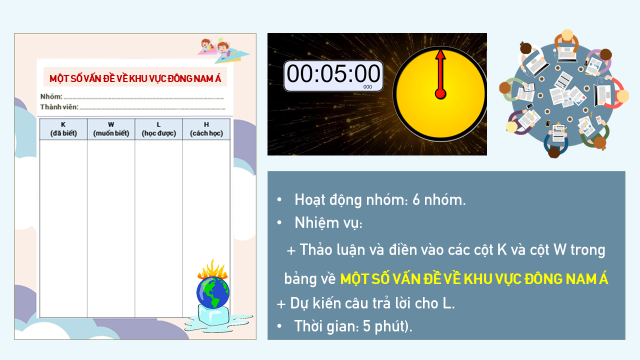 MỘT SỐ VẤN ĐỀ VỀ KHU VỰC ĐÔNG NAM Á
Nhóm:
Thành viên:
K W L H
(đã biết) (muốn biết) (học được) (cách học)
00:05:00
000
• Hoạt động nhóm: 6 nhóm.
• Nhiệm vụ:
+ Thảo luận và điền vào các cột K và cột W trong
bảng về MỘT SỐ VẤN ĐỀ VỀ KHU VỰC ĐÔNG NAM Á
+ Dự kiến câu trả lời cho L.
• Thời gian: 5 phút).